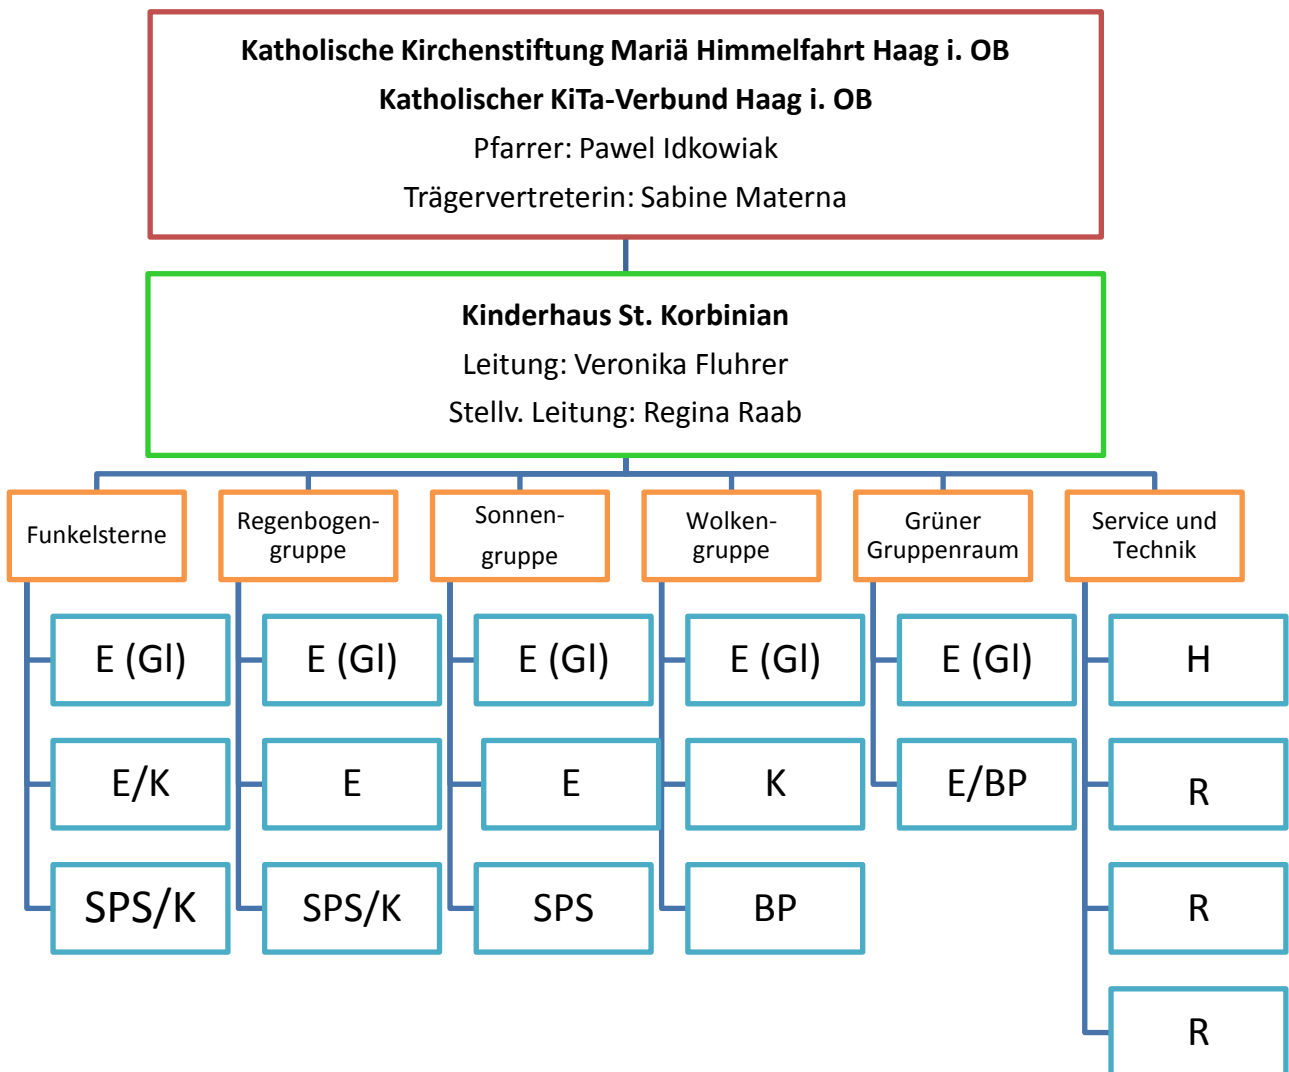 Katholische Kirchenstiftung Mariä Himmelfahrt Haag i. OB
Katholischer KiTa-Verbund Haag i. OB
Pfarrer: Pawel Idkowiak
Trägervertreterin: Sabine Materna
Kinderhaus St. Korbinian
Leitung: Veronika Fluhrer
Stellv. Leitung: Regina Raab
Funkelsterne
E (Gl)
E/K
SPS/K
Regenbogen-
gruppe
E (Gl)
E
SPS/K
Sonnen-
gruppe
E (Gl)
E
SPS
Wolken-
gruppe
E (Gl)
K
BP
Grüner
Gruppenraum
E (Gl)
E/BP
Service und
Technik
H
R
R
R